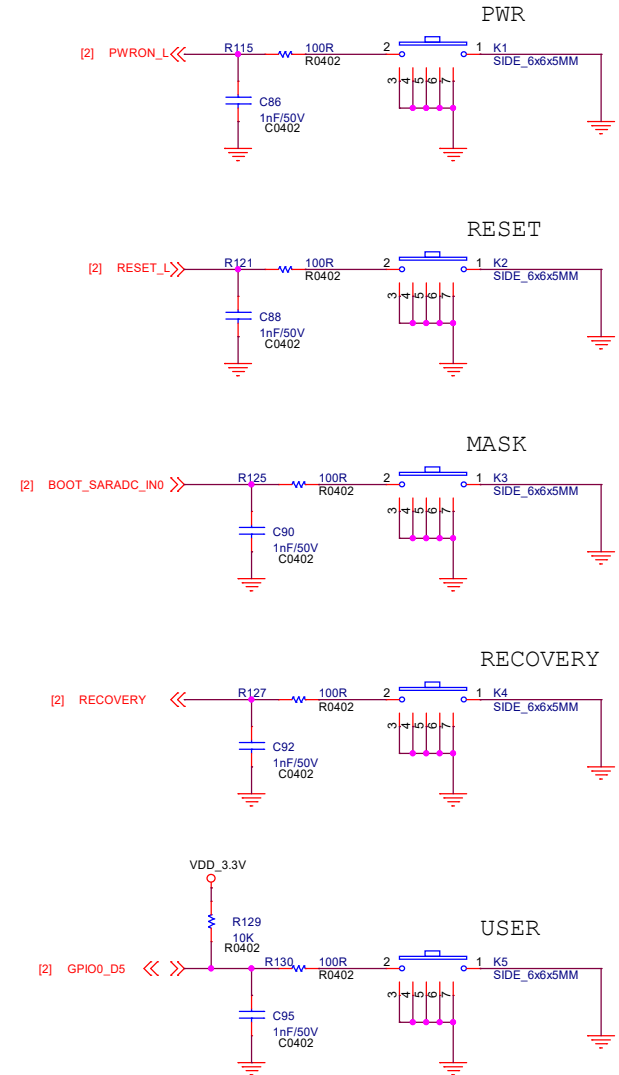 PWR
[2] PWRON_L R115 100R 2 1 K1
R0402 SIDE_6x6x5MM
3 4 5 6 7
C86
1nF/50V
C0402
RESET
[2] RESET_L R121 100R 2 1 K2
R0402 SIDE_6x6x5MM
3 4 5 6 7
C88
1nF/50V
C0402
MASK
[2] BOOT_SARADC_IN0 R125 100R 2 1 K3
R0402 SIDE_6x6x5MM
3 4 5 6 7
C90
1nF/50V
C0402
RECOVERY
[2] RECOVERY R127 100R 2 1 K4
R0402 SIDE_6x6x5MM
3 4 5 6 7
C92
1nF/50V
C0402
VDD_3.3V
R129
10K
R0402
USER
[2] GPIO0_D5 R130 100R 2 1 K5
R0402 SIDE_6x6x5MM
3 4 5 6 7
C95
1nF/50V
C0402